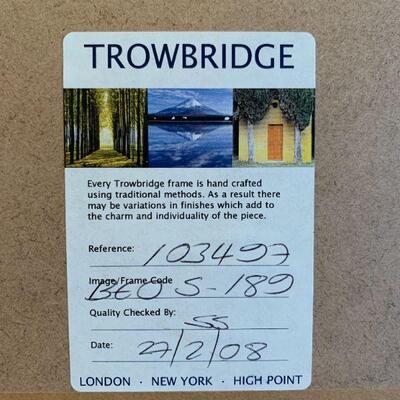 TROWBRIDGE
Every Trowbridge frame is hand crafted
using traditional methods. As a result there
may be variations in finishes which add to
the charm and individuality of the piece.
Reference: 103497
Image/Frame Code BEO S-189
Quality Checked By: SS
Date: 27/2/08
LONDON · NEW YORK · HIGH POINT